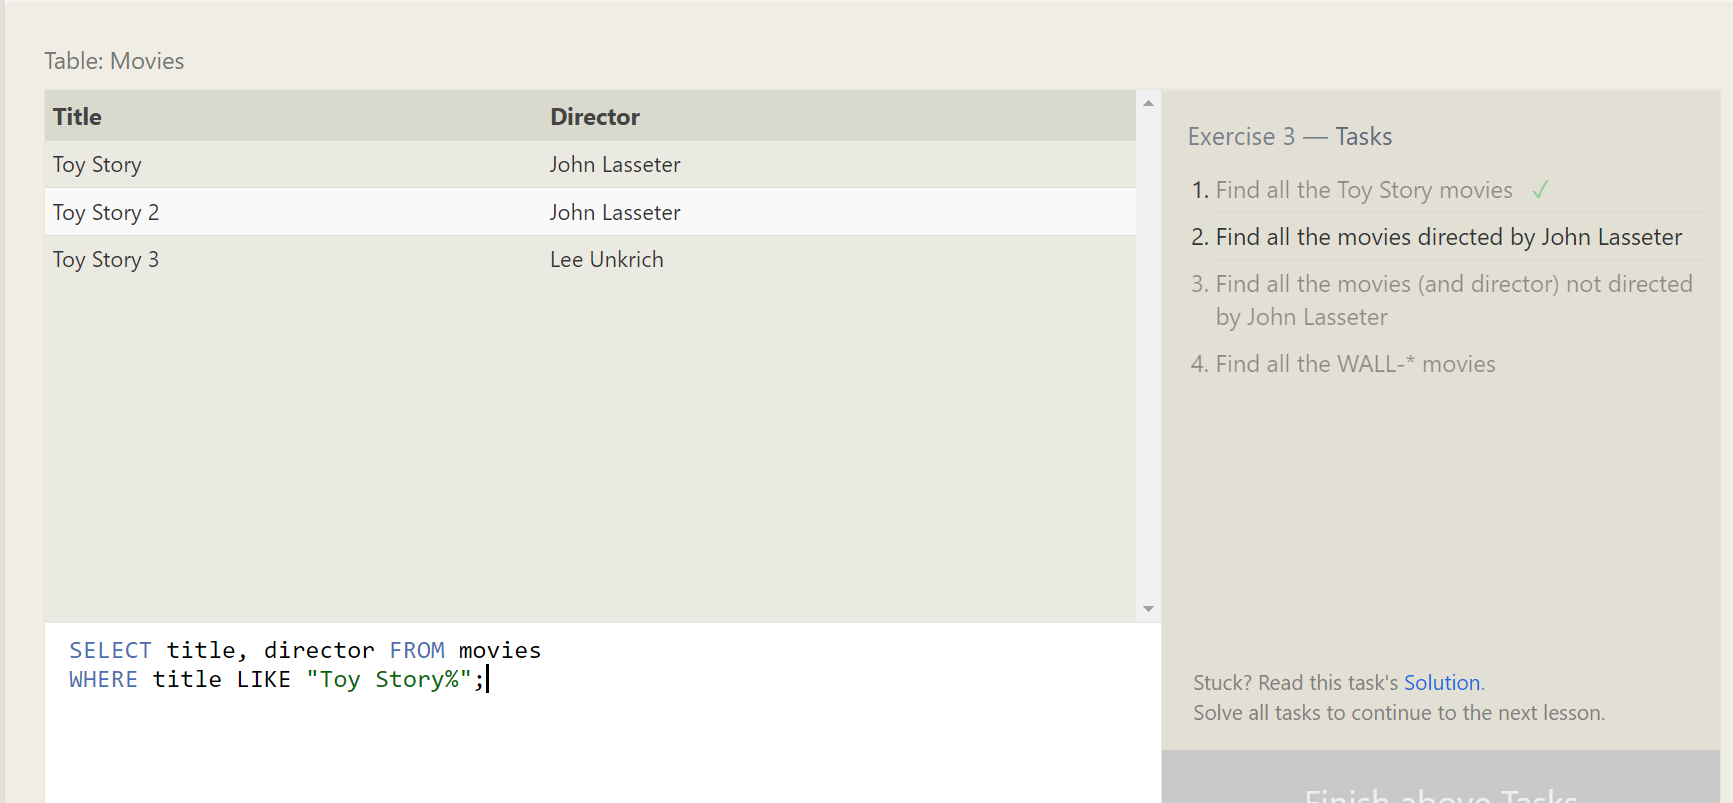 Table: Movies
Title Director
Toy Story John Lasseter
Toy Story 2 John Lasseter
Toy Story 3 Lee Unkrich
SELECT title, director FROM movies
WHERE title LIKE "Toy Story%";
Exercise 3 — Tasks
1. Find all the Toy Story movies ✓
2. Find all the movies directed by John Lasseter
3. Find all the movies (and director) not directed
by John Lasseter
4. Find all the WALL-* movies
Stuck? Read this task's Solution.
Solve all tasks to continue to the next lesson.
Finish above Tasks